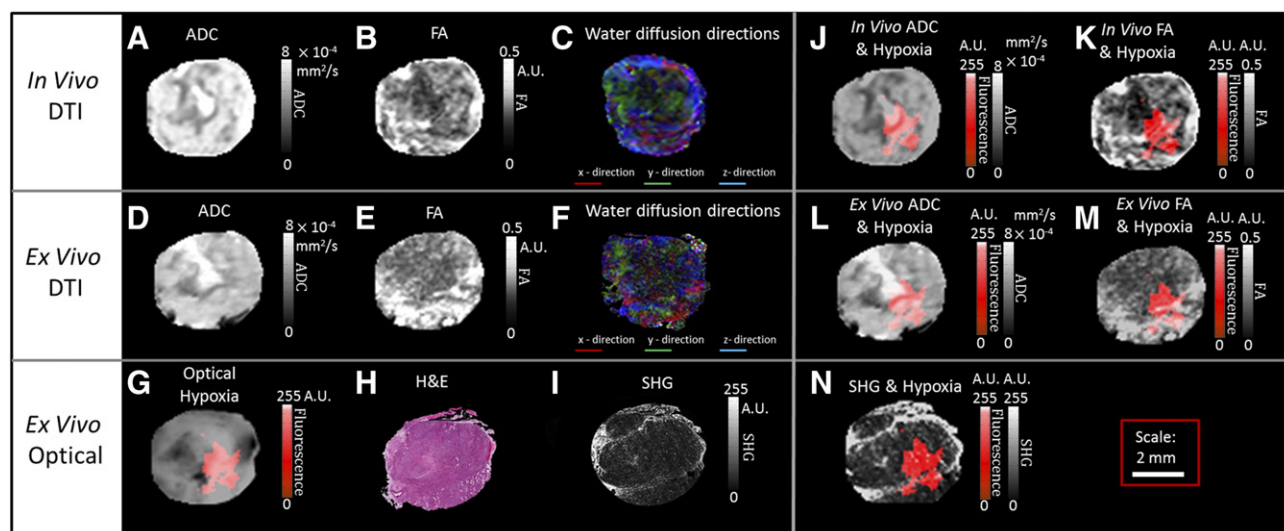 In Vivo
DTI
A
ADC
8 × 10⁻⁴
mm²/s
ADC
0
B
FA
0.5
A.U.
FA
0
C
Water diffusion directions
x - direction
y - direction
z- direction
J
In Vivo ADC
& Hypoxia
A.U.
255
Fluorescence
0
mm²/s
8 × 10⁻⁴
ADC
0
K
In Vivo FA
& Hypoxia
A.U. A.U.
255 0.5
Fluorescence
FA
0 0
Ex Vivo
DTI
D
ADC
8 × 10⁻⁴
mm²/s
ADC
0
E
FA
0.5
A.U.
FA
0
F
Water diffusion directions
x - direction
y - direction
z- direction
L
Ex Vivo ADC
& Hypoxia
A.U.
255
Fluorescence
0
mm²/s
8 × 10⁻⁴
ADC
0
M
Ex Vivo FA
& Hypoxia
A.U. A.U.
255 0.5
Fluorescence
FA
0 0
Ex Vivo
Optical
G
Optical
Hypoxia
255 A.U.
Fluorescence
0
H
H&E
I
SHG
255
A.U.
SHG
0
N
SHG & Hypoxia
A.U. A.U.
255 255
Fluorescence
SHG
0 0
Scale:
2 mm